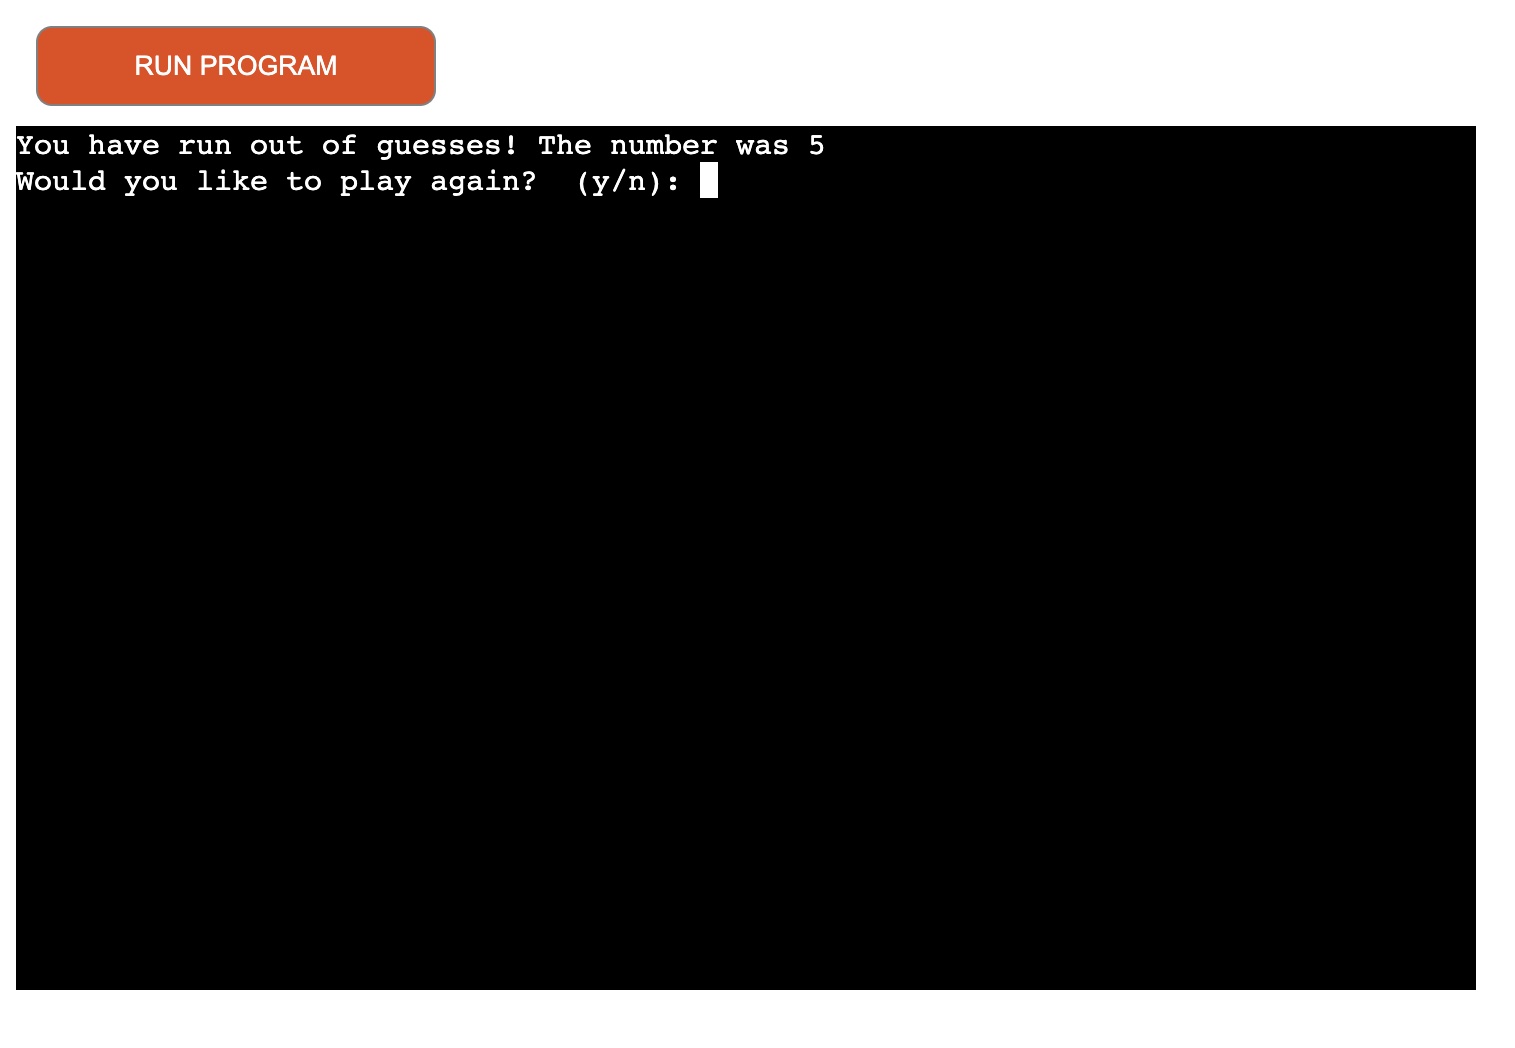 RUN PROGRAM
You have run out of guesses! The number was 5
Would you like to play again?  (y/n):